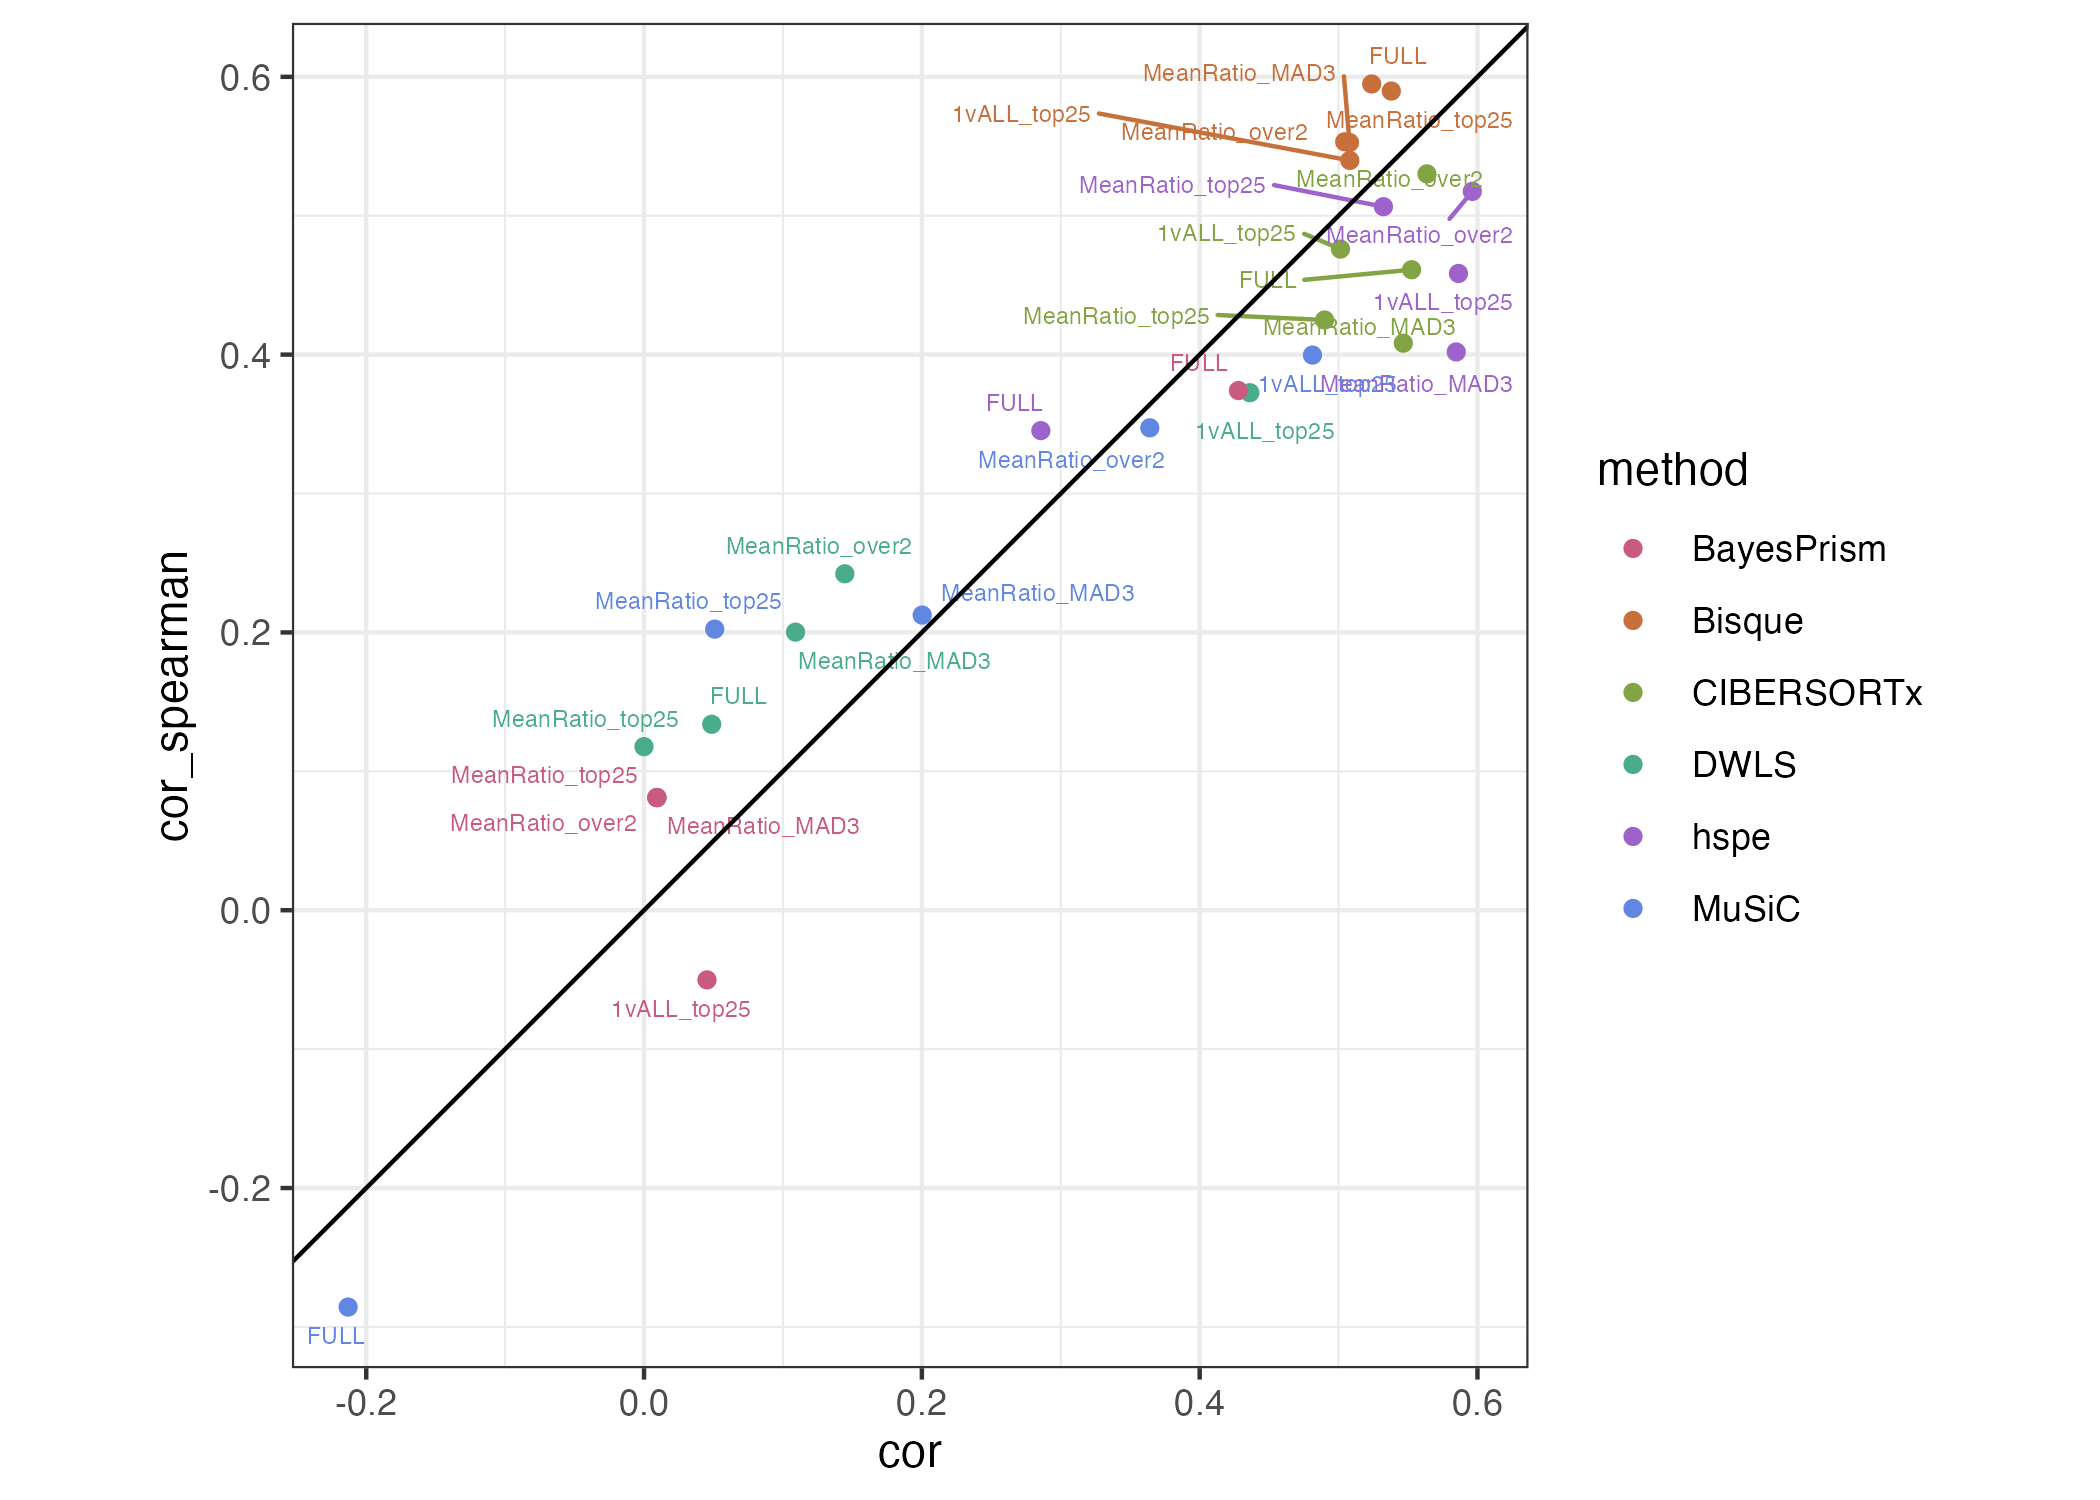 FULL
MeanRatio_MAD3
1vALL_top25
MeanRatio_top25
MeanRatio_over2
MeanRatio_over2
MeanRatio_top25
1vALL_top25
MeanRatio_over2
FULL
1vALL_top25
MeanRatio_top25
MeanRatio_MAD3
FULL
1vALL_top25
MeanRatio_MAD3
FULL
1vALL_top25
MeanRatio_over2
MeanRatio_over2
MeanRatio_top25
MeanRatio_MAD3
MeanRatio_MAD3
FULL
MeanRatio_top25
MeanRatio_top25
MeanRatio_over2
MeanRatio_MAD3
1vALL_top25
FULL
0.6
0.4
0.2
0.0
-0.2
cor_spearman
-0.2
0.0
0.2
0.4
0.6
cor
method
BayesPrism
Bisque
CIBERSORTx
DWLS
hspe
MuSiC